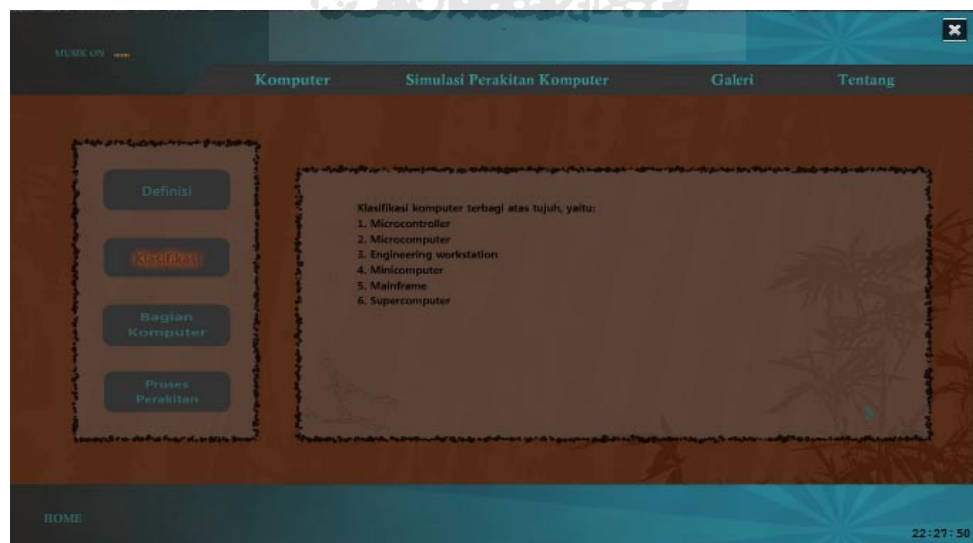 MUSIK ON
Komputer Simulasi Perakitan Komputer Galeri Tentang
Definisi
Klasifikasi
Bagian
Komputer
Proses
Perakitan
Klasifikasi komputer terbagi atas tujuh, yaitu:
1. Microcontroller
2. Microcomputer
3. Engineering workstation
4. Minicomputer
5. Mainframe
6. Supercomputer
HOME
22:27:50